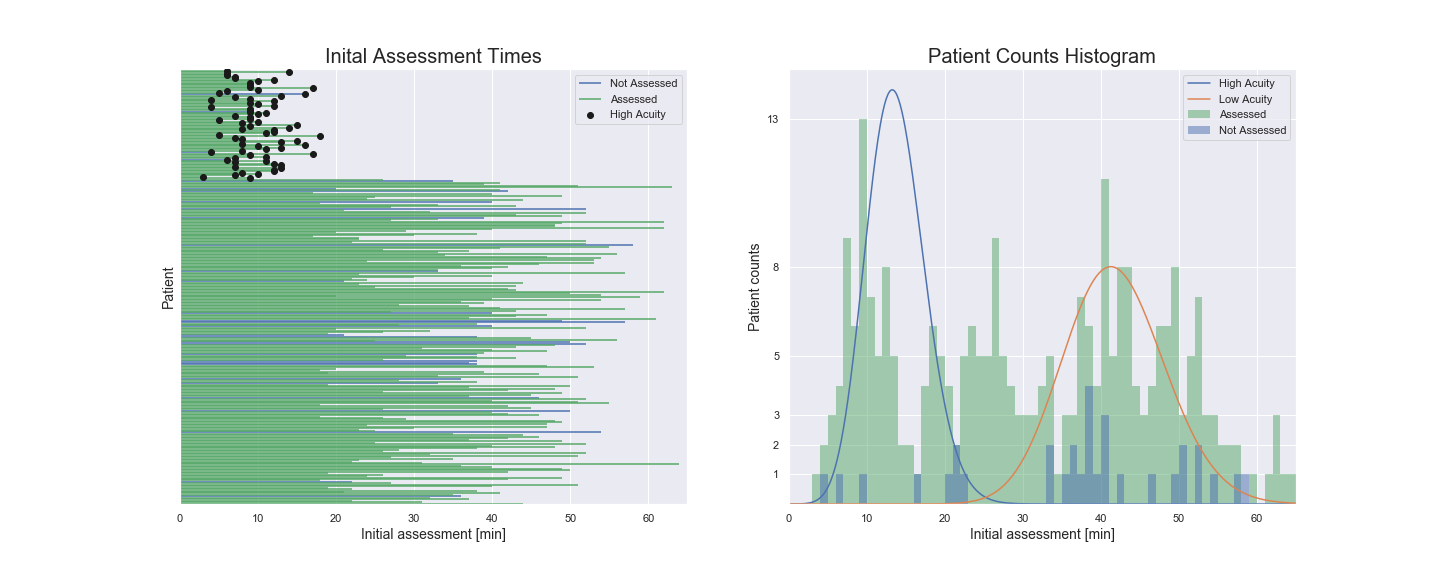 Inital Assessment Times
Not Assessed
Assessed
High Acuity
Patient
0 10 20 30 40 50 60
Initial assessment [min]
Patient Counts Histogram
High Acuity
Low Acuity
Assessed
Not Assessed
13
8
5
3
2
1
Patient counts
0 10 20 30 40 50 60
Initial assessment [min]